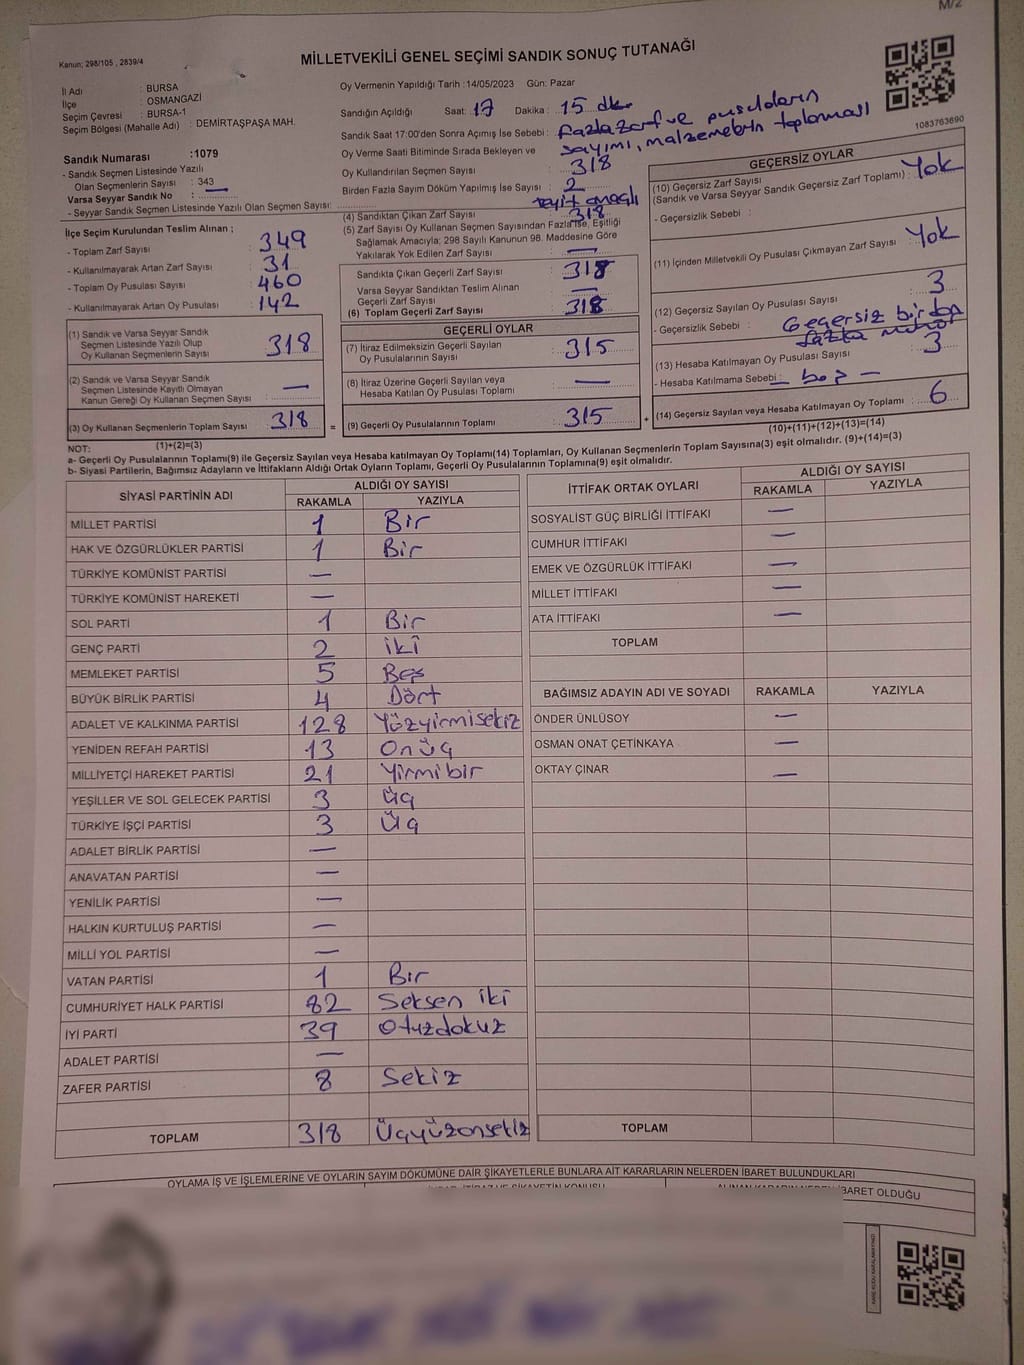 M/2
Kanun; 298/105 , 2839/4
MİLLETVEKİLİ GENEL SEÇİMİ SANDIK SONUÇ TUTANAĞI
İl Adı : BURSA
İlçe : OSMANGAZİ
Seçim Çevresi : BURSA-1
Seçim Bölgesi (Mahalle Adı) : DEMİRTAŞPAŞA MAH.
Sandık Numarası :1079
- Sandık Seçmen Listesinde Yazılı
Olan Seçmenlerin Sayısı : 343
Varsa Seyyar Sandık No : —
- Seyyar Sandık Seçmen Listesinde Yazılı Olan Seçmen Sayısı:
Oy Vermenin Yapıldığı Tarih : 14/05/2023 Gün: Pazar
Sandığın Açıldığı Saat: 17 Dakika : 15 dk.
Sandık Saat 17:00'den Sonra Açımış İse Sebebi : fazla zarf ve pusulaların
sayımı, malzemelerin toplanması
Oy Verme Saati Bitiminde Sırada Bekleyen ve
Oy Kullandırılan Seçmen Sayısı : 318
Birden Fazla Sayım Döküm Yapılmış İse Sayısı : 2
teyit amaçlı
1083763690
İlçe Seçim Kurulundan Teslim Alınan ;
- Toplam Zarf Sayısı : 349
- Kullanılmayarak Artan Zarf Sayısı : 31
- Toplam Oy Pusulası Sayısı : 460
- Kullanılmayarak Artan Oy Pusulası : 142
(1) Sandık ve Varsa Seyyar Sandık
Seçmen Listesinde Yazılı Olup
Oy Kullanan Seçmenlerin Sayısı : 318
(2) Sandık ve Varsa Seyyar Sandık
Seçmen Listesinde Kayıtlı Olmayan
Kanun Gereği Oy Kullanan Seçmen Sayısı : —
(3) Oy Kullanan Seçmenlerin Toplam Sayısı : 318 =
(1)+(2)=(3)
(4) Sandıktan Çıkan Zarf Sayısı : 318
(5) Zarf Sayısı Oy Kullanan Seçmen Sayısından Fazla İse, Eşitliği
Sağlamak Amacıyla; 298 Sayılı Kanunun 98. Maddesine Göre
Yakılarak Yok Edilen Zarf Sayısı : —
Sandıkta Çıkan Geçerli Zarf Sayısı : 318
Varsa Seyyar Sandıktan Teslim Alınan
Geçerli Zarf Sayısı : —
(6) Toplam Geçerli Zarf Sayısı : 318
GEÇERLİ OYLAR
(7) İtiraz Edilmeksizin Geçerli Sayılan
Oy Pusulalarının Sayısı : 315
(8) İtiraz Üzerine Geçerli Sayılan veya
Hesaba Katılan Oy Pusulası Toplamı : —
(9) Geçerli Oy Pusulalarının Toplamı : 315 +
GEÇERSİZ OYLAR
(10) Geçersiz Zarf Sayısı
(Sandık ve Varsa Seyyar Sandık Geçersiz Zarf Toplamı) : Yok
- Geçersizlik Sebebi :
(11) İçinden Milletvekili Oy Pusulası Çıkmayan Zarf Sayısı : Yok
(12) Geçersiz Sayılan Oy Pusulası Sayısı : 3
- Geçersizlik Sebebi : Geçersiz birden
fazla mühür
(13) Hesaba Katılmayan Oy Pusulası Sayısı : 3
- Hesaba Katılmama Sebebi : — boş —
(14) Geçersiz Sayılan veya Hesaba Katılmayan Oy Toplamı : 6
(10)+(11)+(12)+(13)=(14)
NOT:
a- Geçerli Oy Pusulalarının Toplamı(9) ile Geçersiz Sayılan veya Hesaba katılmayan Oy Toplamı(14) Toplamları, Oy Kullanan Seçmenlerin Toplam Sayısına(3) eşit olmalıdır. (9)+(14)=(3)
b- Siyasi Partilerin, Bağımsız Adayların ve İttifakların Aldığı Ortak Oyların Toplamı, Geçerli Oy Pusulalarının Toplamına(9) eşit olmalıdır.
SİYASİ PARTİNİN ADI ALDIĞI OY SAYISI
RAKAMLA YAZIYLA
MİLLET PARTİSİ 1 Bir
HAK VE ÖZGÜRLÜKLER PARTİSİ 1 Bir
TÜRKİYE KOMÜNİST PARTİSİ —
TÜRKİYE KOMÜNİST HAREKETİ —
SOL PARTİ 1 Bir
GENÇ PARTİ 2 iki
MEMLEKET PARTİSİ 5 Beş
BÜYÜK BİRLİK PARTİSİ 4 Dört
ADALET VE KALKINMA PARTİSİ 128 Yüzyirmisekiz
YENİDEN REFAH PARTİSİ 13 Onüç
MİLLİYETÇİ HAREKET PARTİSİ 21 Yirmibir
YEŞİLLER VE SOL GELECEK PARTİSİ 3 Üç
TÜRKİYE İŞÇİ PARTİSİ 3 Üç
ADALET BİRLİK PARTİSİ —
ANAVATAN PARTİSİ —
YENİLİK PARTİSİ —
HALKIN KURTULUŞ PARTİSİ —
MİLLİ YOL PARTİSİ —
VATAN PARTİSİ 1 Bir
CUMHURİYET HALK PARTİSİ 82 Seksen iki
İYİ PARTİ 39 Otuzdokuz
ADALET PARTİSİ —
ZAFER PARTİSİ 8 Sekiz
TOPLAM 318 Üçyüzonsekiz
İTTİFAK ORTAK OYLARI ALDIĞI OY SAYISI
RAKAMLA YAZIYLA
SOSYALİST GÜÇ BİRLİĞİ İTTİFAKI —
CUMHUR İTTİFAKI —
EMEK VE ÖZGÜRLÜK İTTİFAKI —
MİLLET İTTİFAKI —
ATA İTTİFAKI —
TOPLAM
BAĞIMSIZ ADAYIN ADI VE SOYADI RAKAMLA YAZIYLA
ÖNDER ÜNLÜSOY —
OSMAN ONAT ÇETİNKAYA —
OKTAY ÇINAR —
TOPLAM
OYLAMA İŞ VE İŞLEMLERİNE VE OYLARIN SAYIM DÖKÜMÜNE DAİR ŞİKAYETLERLE BUNLARA AİT KARARLARIN NELERDEN İBARET BULUNDUKLARI
İBARET OLDUĞU